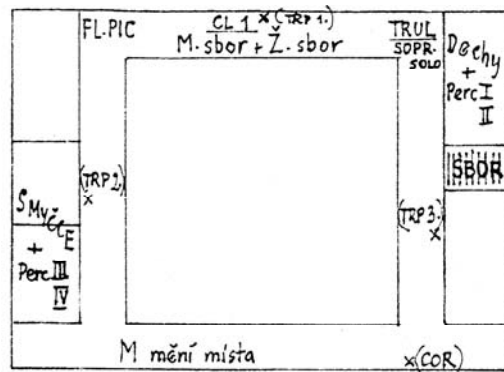 FL.PIC
CL 1 x (TRP 1.)
M. sbor + Ž. sbor
TRUL
SOPR.
SOLO
Dechy
+
Perc I
II
SBOR
(TRP 2)
x
(TRP 3.)
x
SMYČCE
+
Perc III
IV
M mění místa
x (COR)